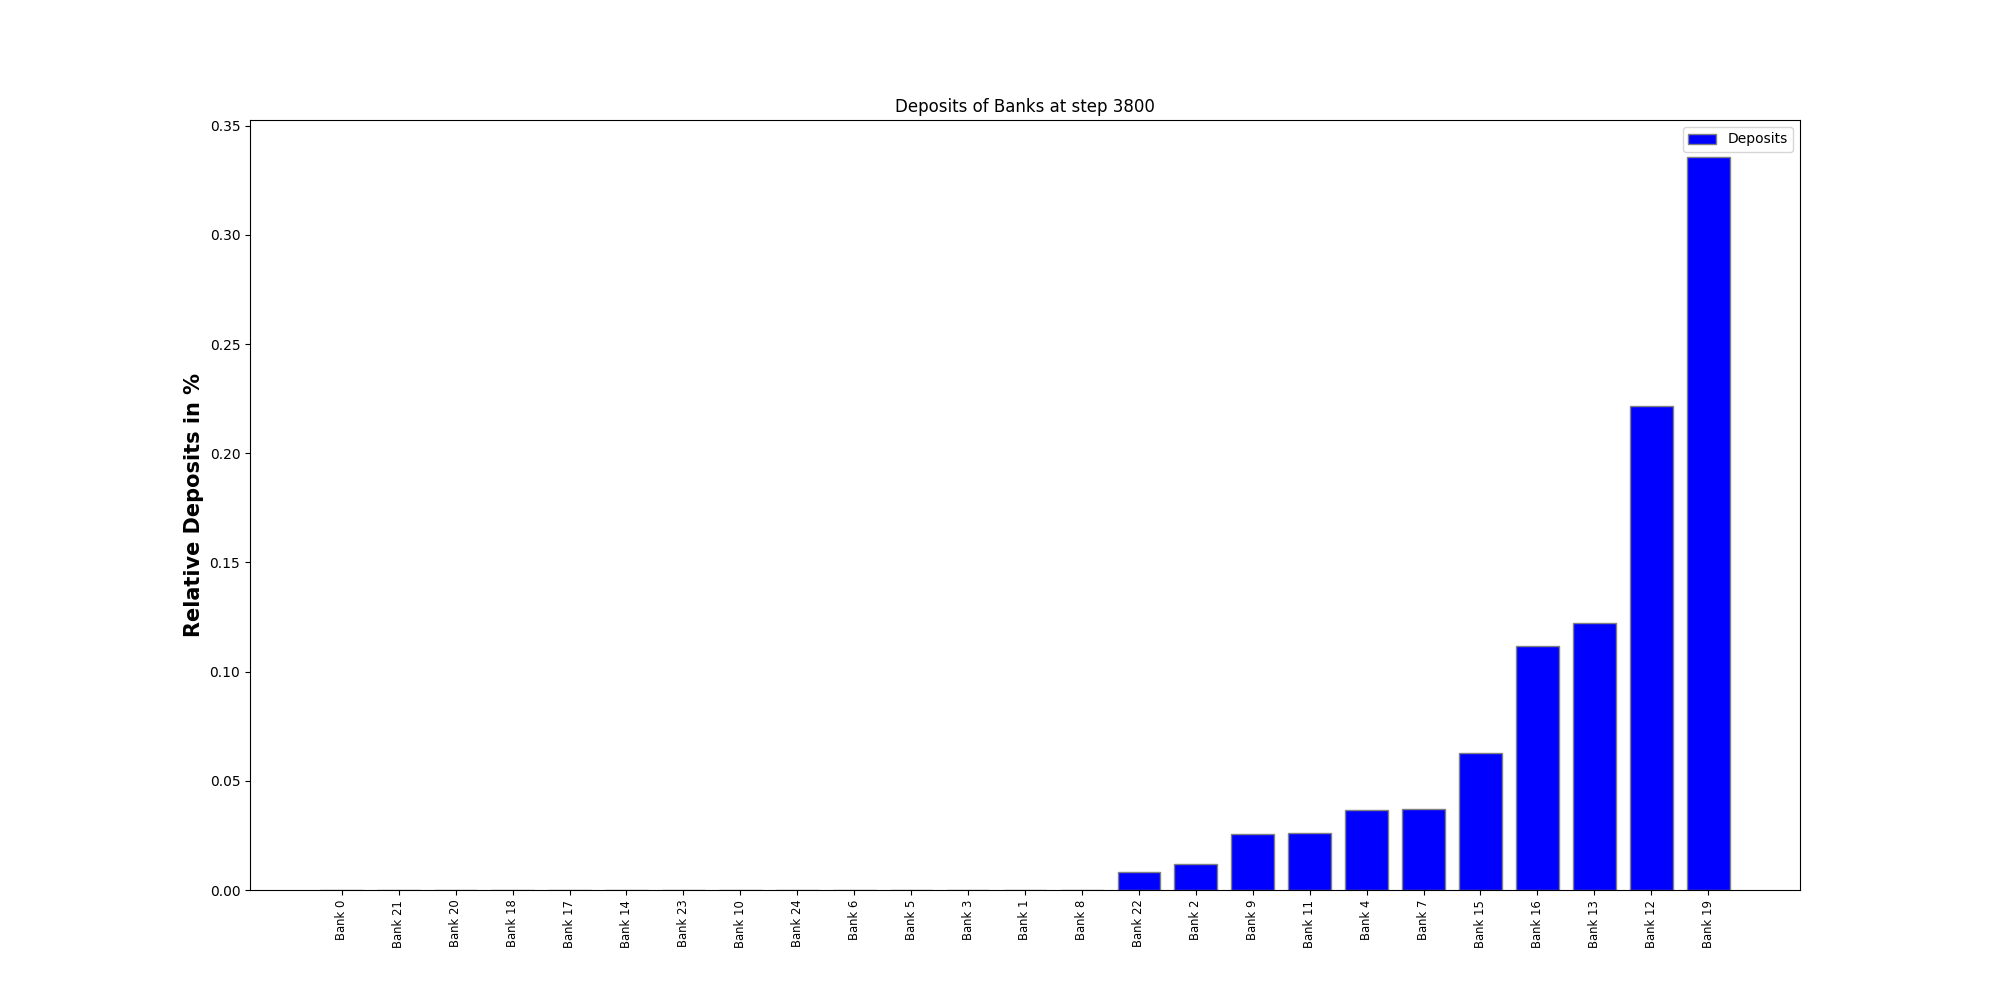 Deposits of Banks at step 3800
Deposits
Relative Deposits in %
0.35
0.30
0.25
0.20
0.15
0.10
0.05
0.00
Bank 0
Bank 21
Bank 20
Bank 18
Bank 17
Bank 14
Bank 23
Bank 10
Bank 24
Bank 6
Bank 5
Bank 3
Bank 1
Bank 8
Bank 22
Bank 2
Bank 9
Bank 11
Bank 4
Bank 7
Bank 15
Bank 16
Bank 13
Bank 12
Bank 19